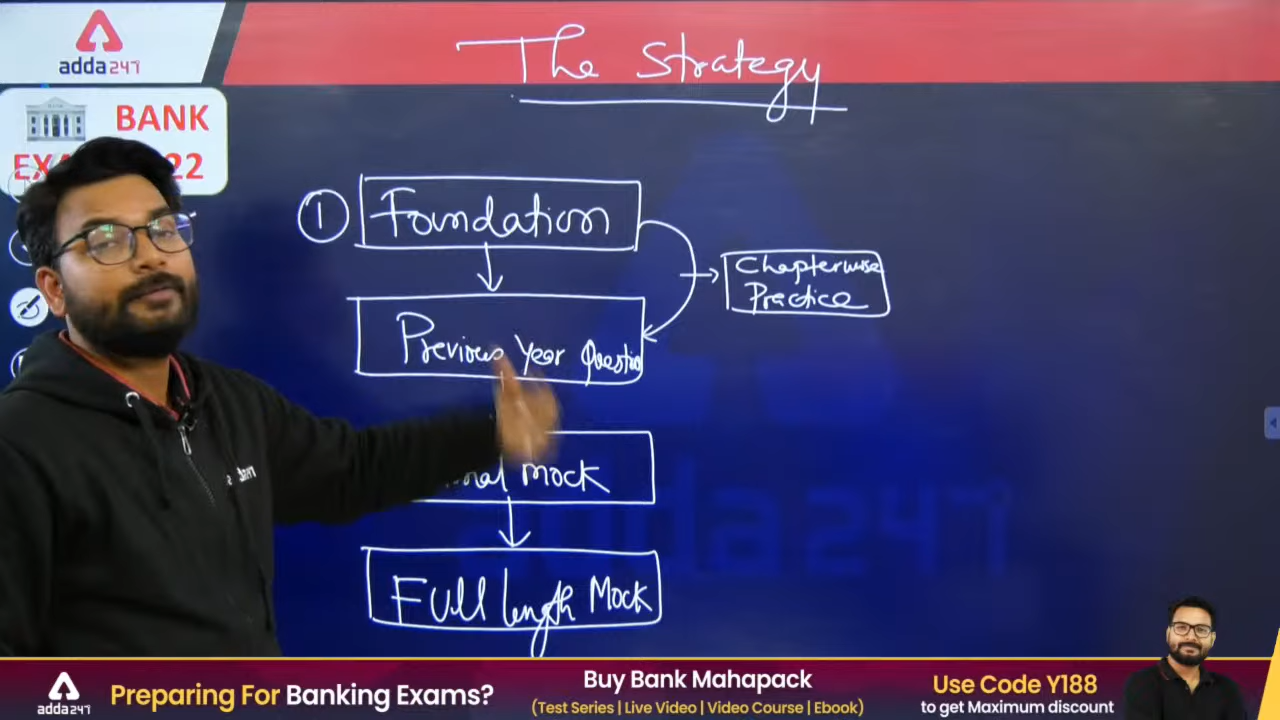 adda247
The Strategy
BANK
BANK
22
1 Foundation
Chapterwise
Practice
Previous Year Question
mock
Full length Mock
adda247
adda247
Preparing For Banking Exams?
Buy Bank Mahapack
(Test Series | Live Video | Video Course | Ebook)
Use Code Y188
to get Maximum discount